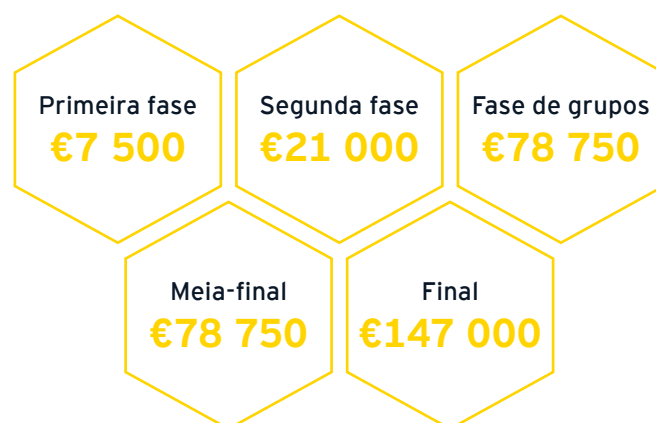 Primeira fase
€7 500
Segunda fase
€21 000
Fase de grupos
€78 750
Meia-final
€78 750
Final
€147 000